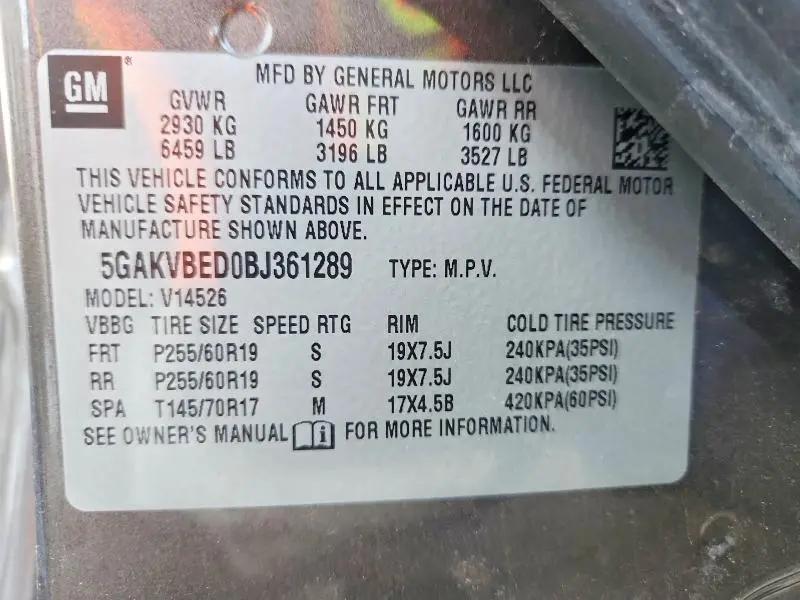 GM ® MFD BY GENERAL MOTORS LLC
GVWR GAWR FRT GAWR RR
2930 KG 1450 KG 1600 KG
6459 LB 3196 LB 3527 LB
THIS VEHICLE CONFORMS TO ALL APPLICABLE U.S. FEDERAL MOTOR
VEHICLE SAFETY STANDARDS IN EFFECT ON THE DATE OF
MANUFACTURE SHOWN ABOVE.
5GAKVBED0BJ361289 TYPE: M.P.V.
MODEL: V14526
VBBG TIRE SIZE SPEED RTG RIM COLD TIRE PRESSURE
FRT P255/60R19 S 19X7.5J 240KPA(35PSI)
RR P255/60R19 S 19X7.5J 240KPA(35PSI)
SPA T145/70R17 M 17X4.5B 420KPA(60PSI)
SEE OWNER'S MANUAL i FOR MORE INFORMATION.